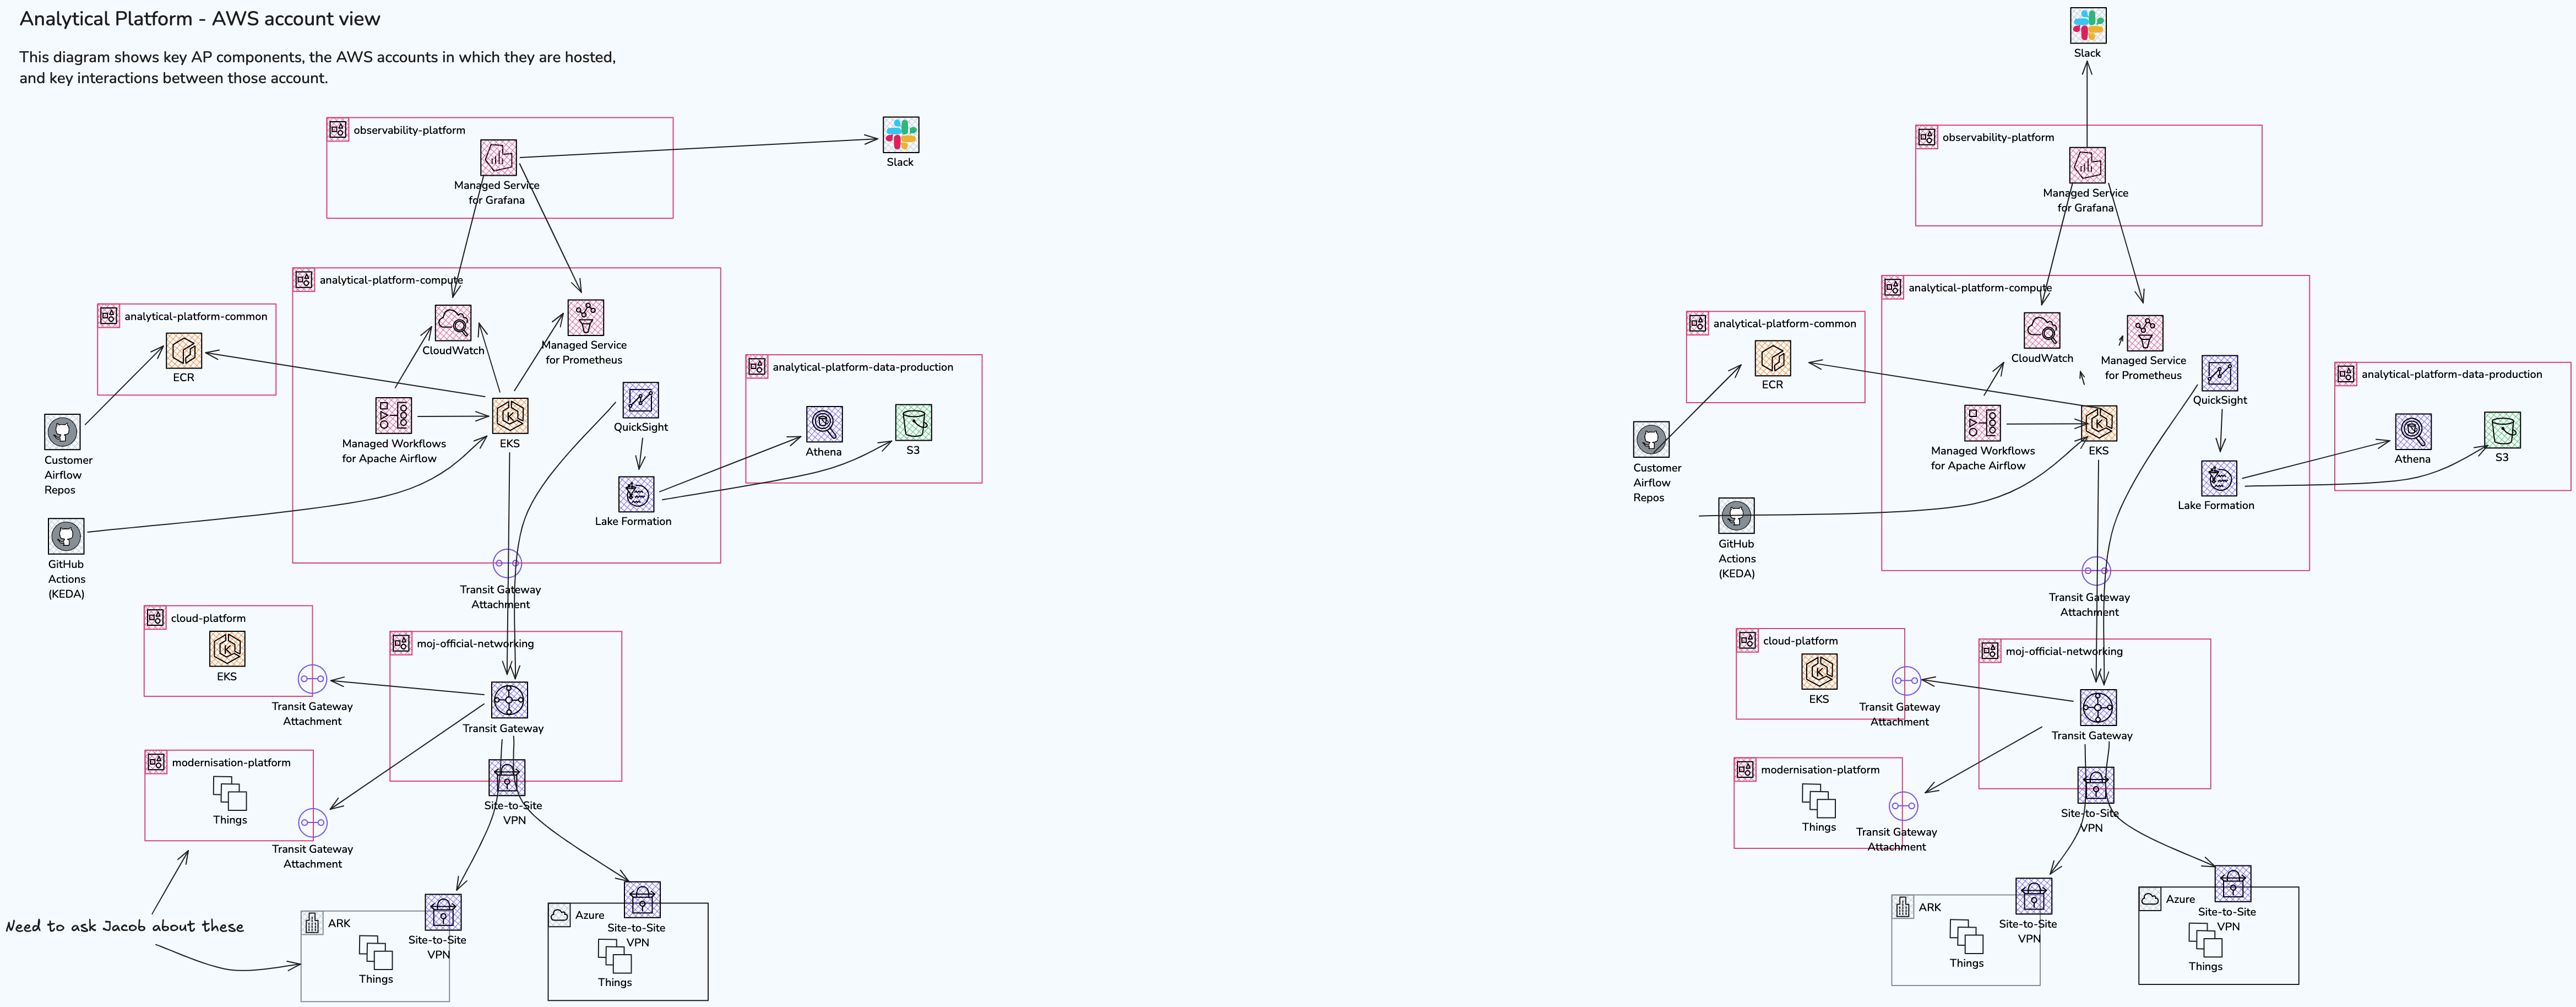 Analytical Platform - AWS account view
This diagram shows key AP components, the AWS accounts in which they are hosted,
and key interactions between those account.
observability-platform
Managed Service
for Grafana
Slack
analytical-platform-compute
CloudWatch
Managed Service
for Prometheus
analytical-platform-common
ECR
Customer
Airflow
Repos
Managed Workflows
for Apache Airflow
EKS
QuickSight
Lake Formation
analytical-platform-data-production
Athena
S3
GitHub
Actions
(KEDA)
Transit Gateway
Attachment
cloud-platform
EKS
Transit Gateway
Attachment
moj-official-networking
Transit Gateway
Site-to-Site
VPN
modernisation-platform
Things
Transit Gateway
Attachment
Need to ask Jacob about these
ARK
Things
Site-to-Site
VPN
Azure
Site-to-Site
VPN
Things
Slack
observability-platform
Managed Service
for Grafana
analytical-platform-compute
CloudWatch
Managed Service
for Prometheus
analytical-platform-common
ECR
Customer
Airflow
Repos
Managed Workflows
for Apache Airflow
EKS
QuickSight
Lake Formation
analytical-platform-data-production
Athena
S3
GitHub
Actions
(KEDA)
Transit Gateway
Attachment
cloud-platform
EKS
Transit Gateway
Attachment
moj-official-networking
Transit Gateway
Site-to-Site
VPN
modernisation-platform
Things
Transit Gateway
Attachment
ARK
Things
Site-to-Site
VPN
Azure
Site-to-Site
VPN
Things